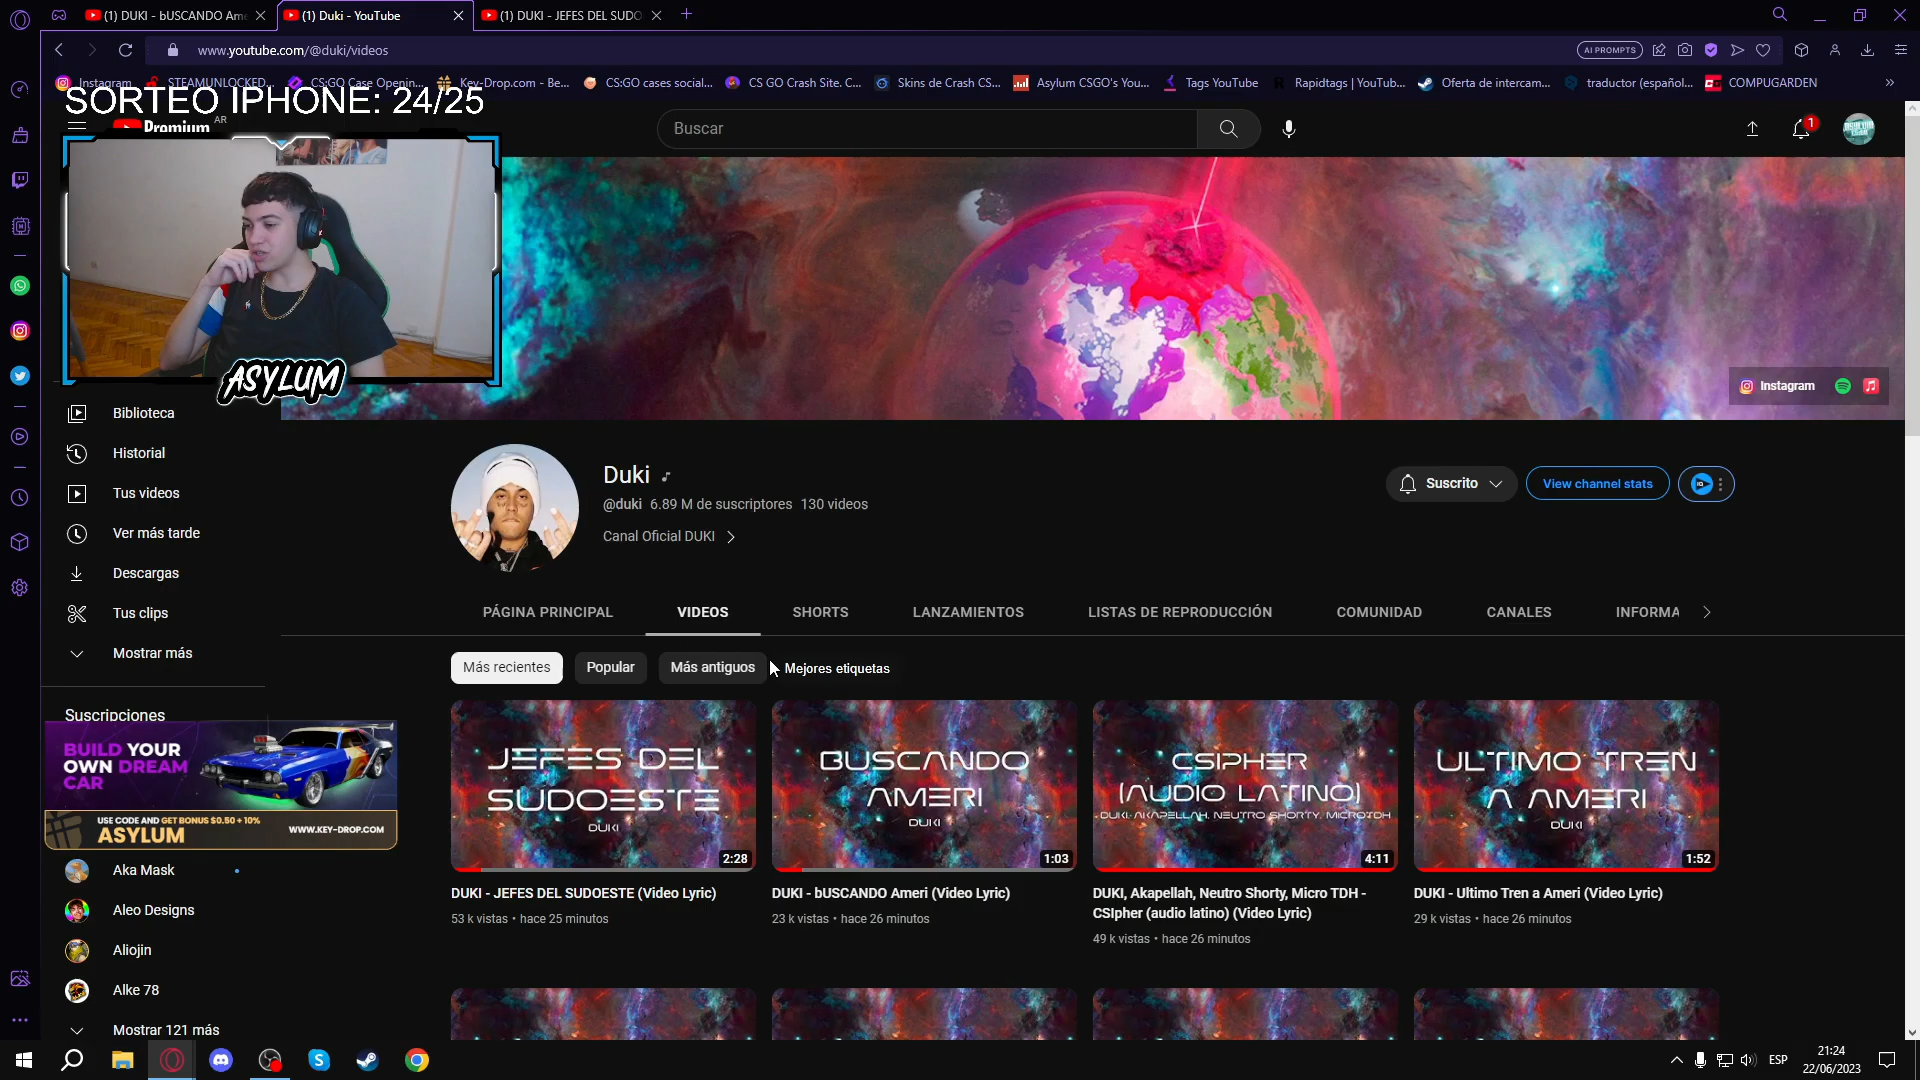 (1) DUKI - bUSCANDO Ame
(1) Duki - YouTube
(1) DUKI - JEFES DEL SUDO
www.youtube.com/@duki/videos
AI PROMPTS
Instagram
STEAMUNLOCKED...
CS:GO Case Openin...
Key-Drop.com - Be...
CS:GO cases social...
CS GO Crash Site. C...
Skins de Crash CS...
Asylum CSGO's You...
Tags YouTube
Rapidtags | YouTub...
Oferta de intercam...
traductor (español...
COMPUGARDEN
SORTEO IPHONE: 24/25
Premium AR
Buscar
1
ASYLUM
Instagram
Biblioteca
Historial
Tus videos
Ver más tarde
Descargas
Tus clips
Mostrar más
Suscripciones
BUILD YOUR
OWN DREAM
CAR
USE CODE AND GET BONUS $0.50 + 10%
ASYLUM
WWW.KEY-DROP.COM
Aka Mask
Aleo Designs
Aliojin
Alke 78
Mostrar 121 más
Duki
@duki 6.89 M de suscriptores 130 videos
Canal Oficial DUKI
Suscrito
View channel stats
PÁGINA PRINCIPAL
VIDEOS
SHORTS
LANZAMIENTOS
LISTAS DE REPRODUCCIÓN
COMUNIDAD
CANALES
INFORMA
Más recientes
Popular
Más antiguos
Mejores etiquetas
JEFES DEL
SUDOESTE
DUKI
2:28
DUKI - JEFES DEL SUDOESTE (Video Lyric)
53 k vistas • hace 25 minutos
BUSCANDO
AMERI
DUKI
1:03
DUKI - bUSCANDO Ameri (Video Lyric)
23 k vistas • hace 26 minutos
CSIPHER
(AUDIO LATINO)
DUKI, AKAPELLAH, NEUTRO SHORTY, MICROTDH
4:11
DUKI, Akapellah, Neutro Shorty, Micro TDH -
CSIpher (audio latino) (Video Lyric)
49 k vistas • hace 26 minutos
ULTIMO TREN
A AMERI
DUKI
1:52
DUKI - Ultimo Tren a Ameri (Video Lyric)
29 k vistas • hace 26 minutos
ESP
21:24
22/06/2023